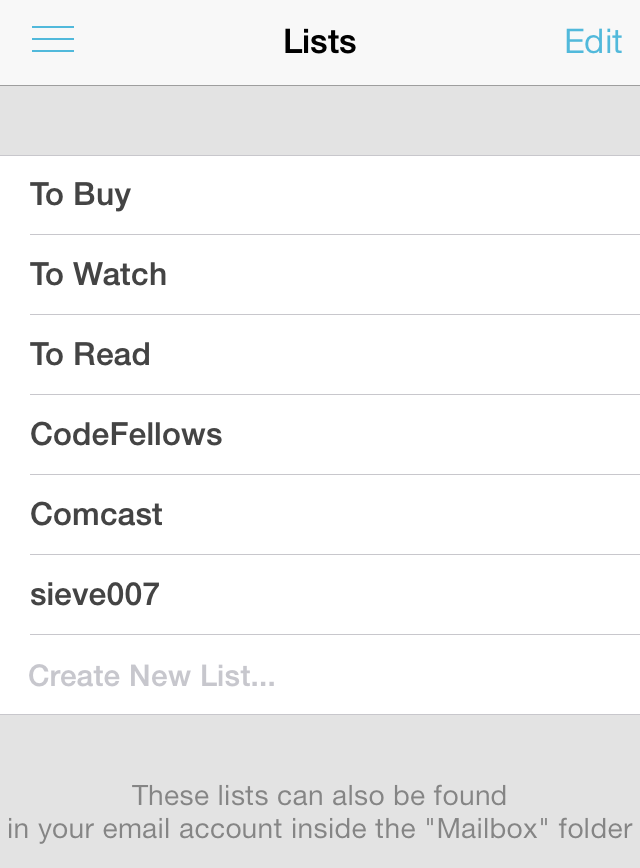 Lists
Edit
To Buy
To Watch
To Read
CodeFellows
Comcast
sieve007
Create New List...
These lists can also be found
in your email account inside the "Mailbox" folder